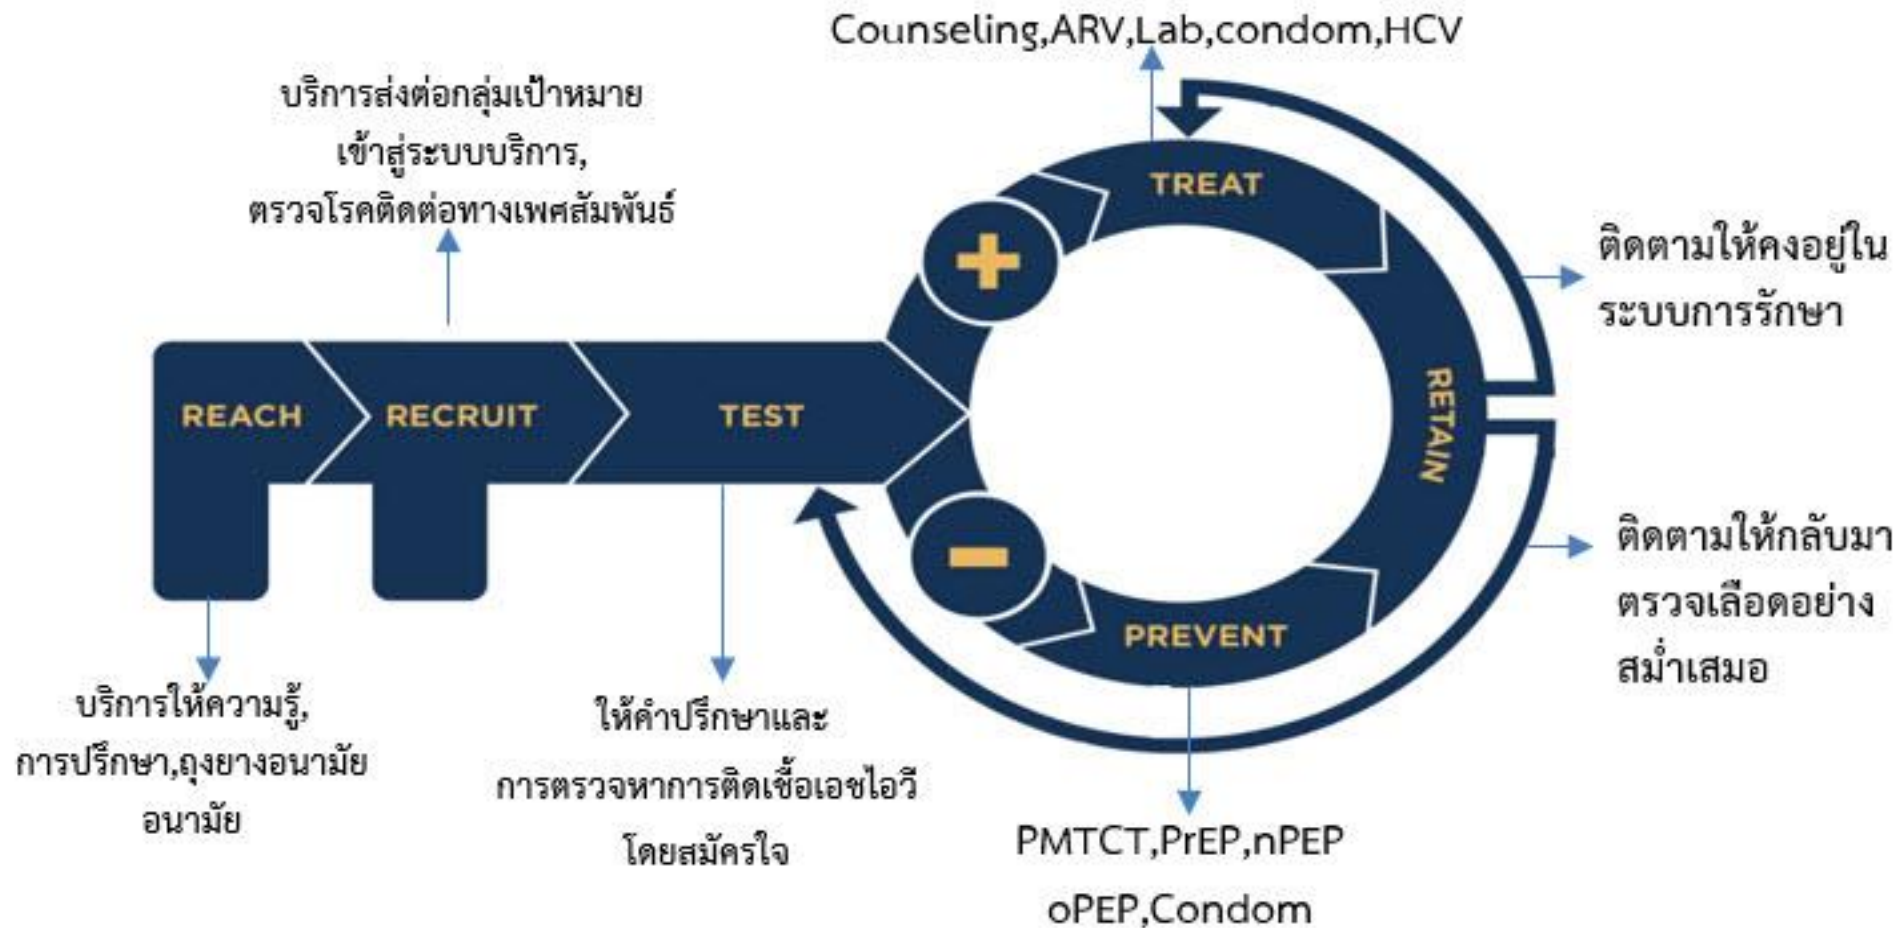 Counseling,ARV,Lab,condom,HCV
บริการส่งต่อกลุ่มเป้าหมาย
เข้าสู่ระบบบริการ,
ตรวจโรคติดต่อทางเพศสัมพันธ์
TREAT
ติดตามให้คงอยู่ใน
ระบบการรักษา
REACH
RECRUIT
TEST
RETAIN
ติดตามให้กลับมา
ตรวจเลือดอย่าง
สม่ำเสมอ
PREVENT
บริการให้ความรู้,
การปรึกษา,ถุงยางอนามัย
อนามัย
ให้คำปรึกษาและ
การตรวจหาการติดเชื้อเอชไอวี
โดยสมัครใจ
PMTCT,PrEP,nPEP
oPEP,Condom